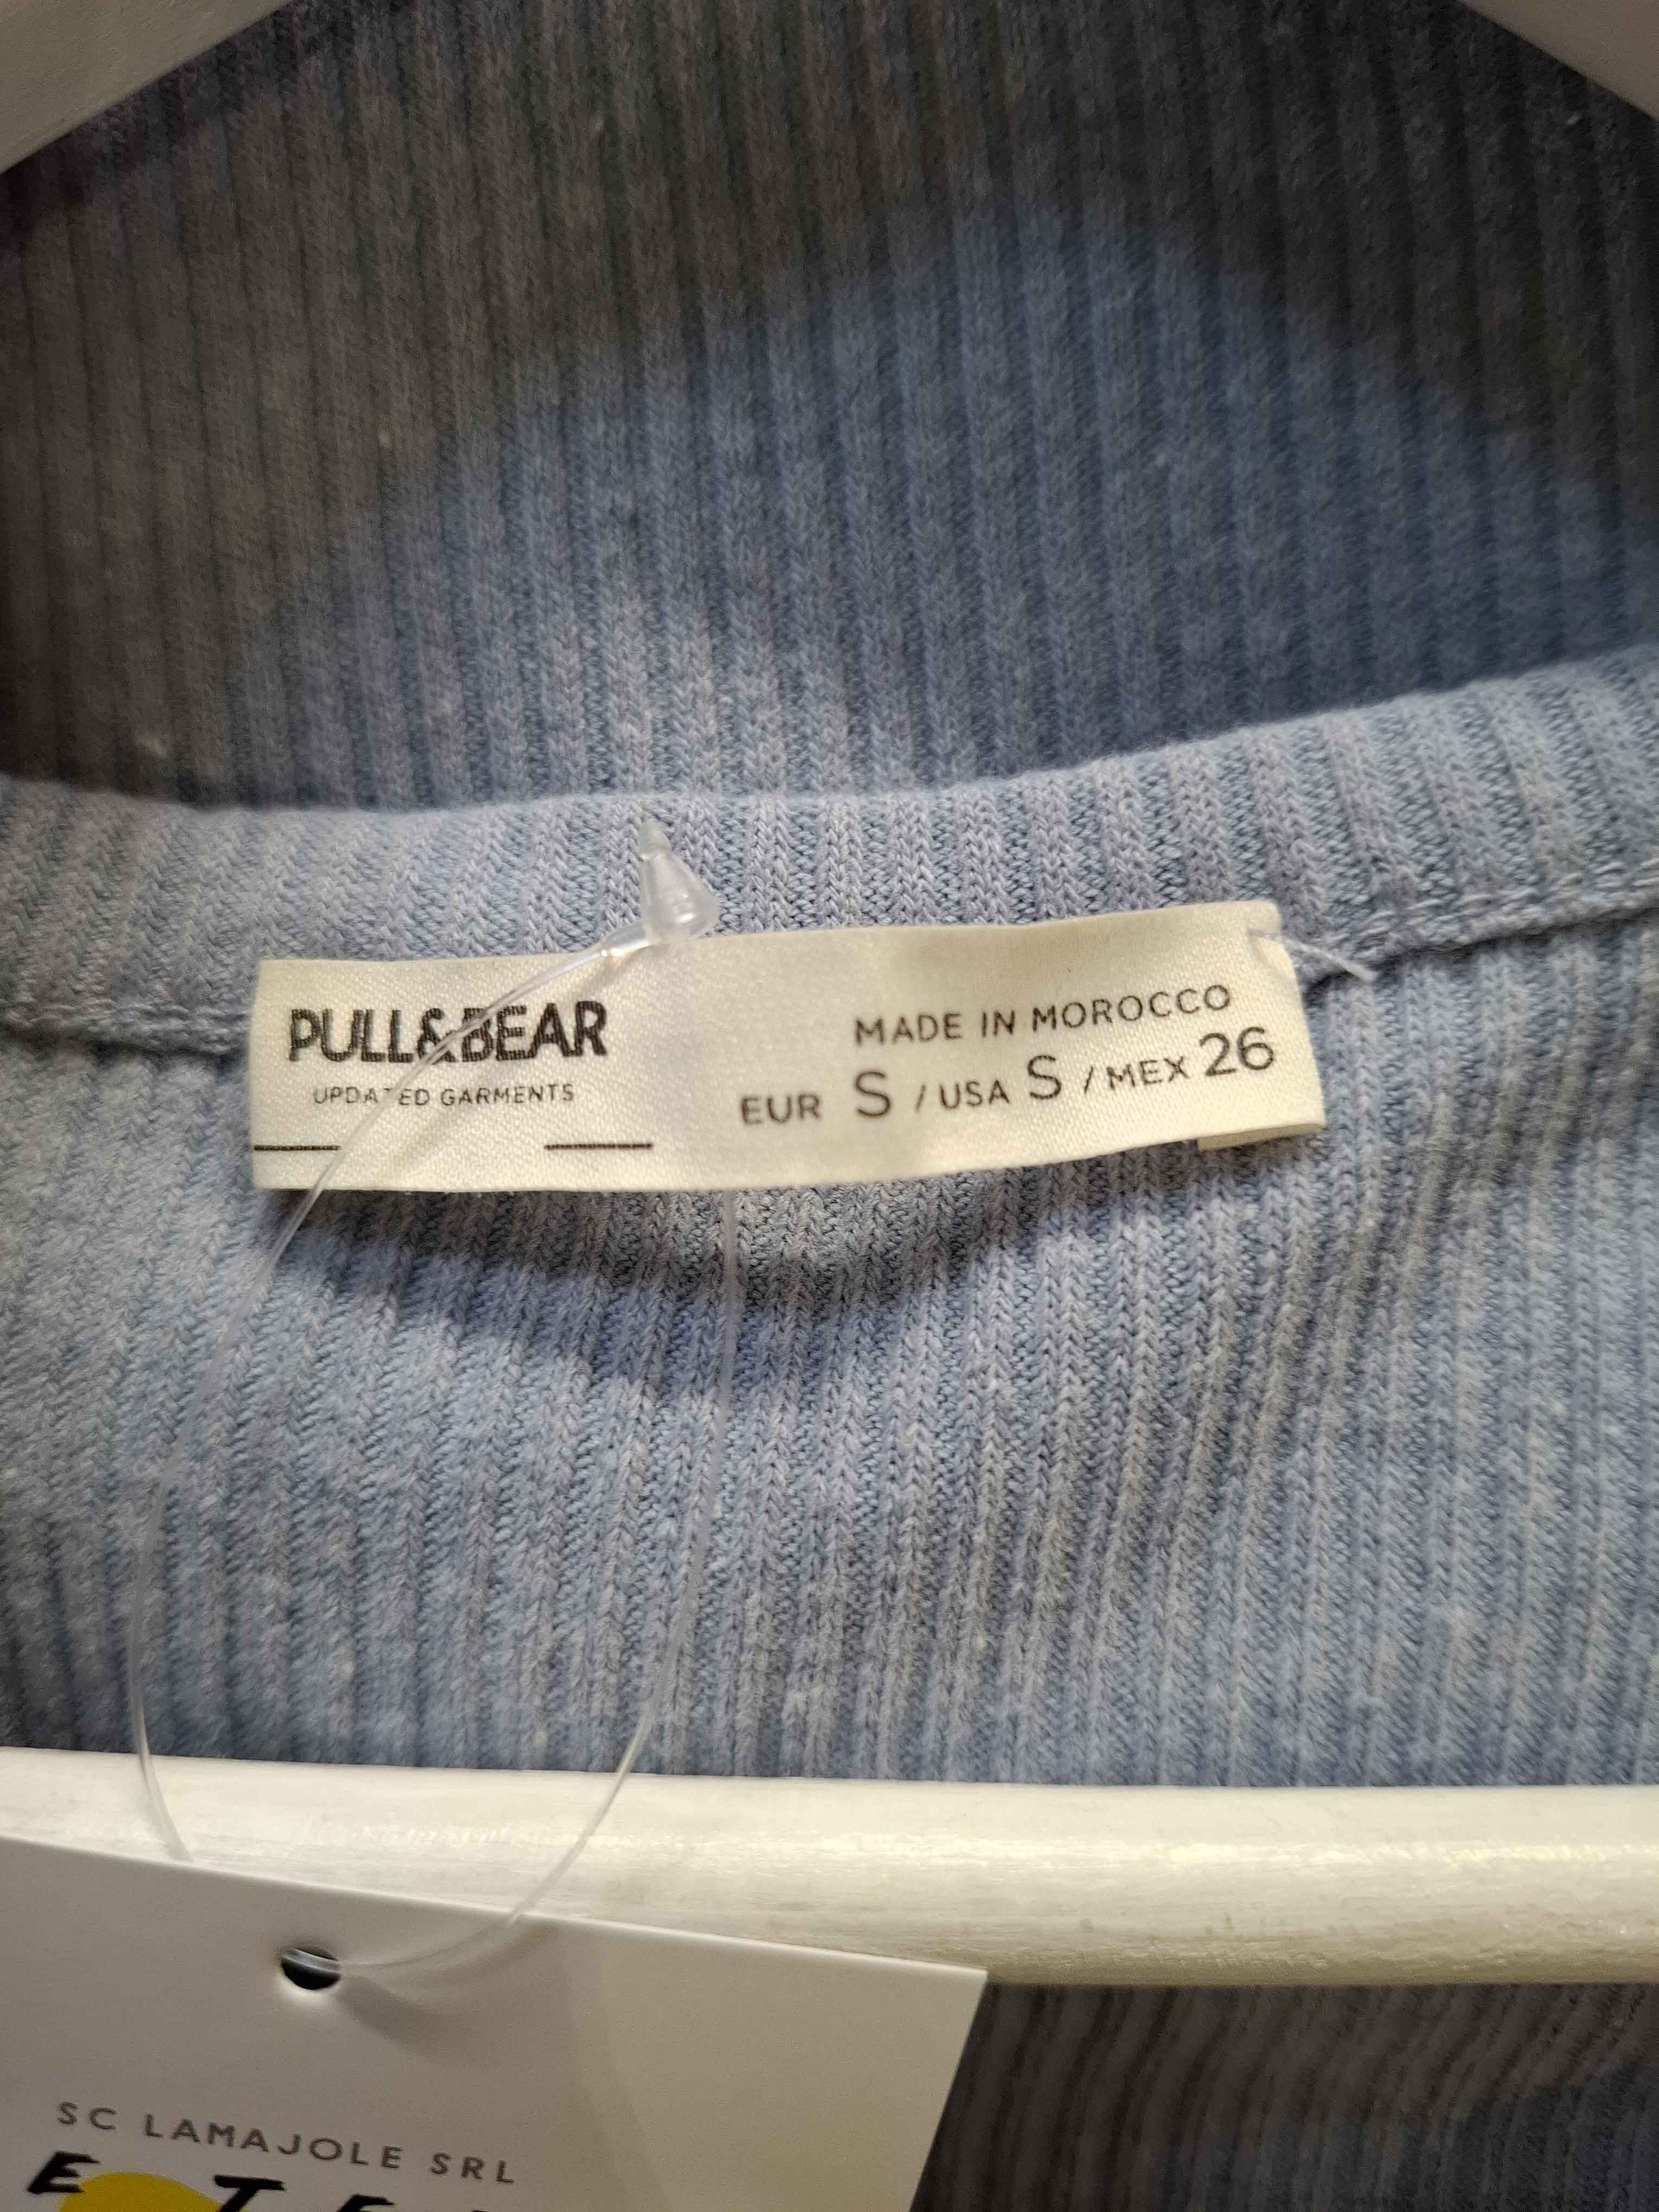 PULL&BEAR
UPDATED GARMENTS
MADE IN MOROCCO
EUR S / USA S / MEX 26
SC LAMAJOLE SRL